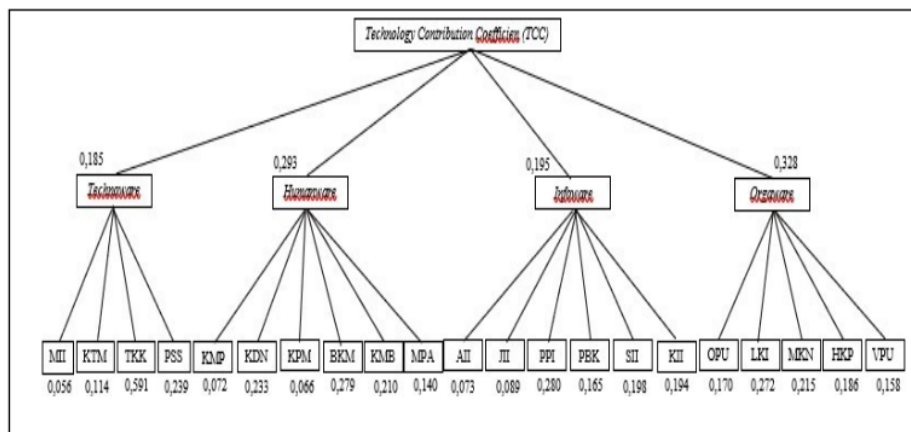 Technology Contribution Coefficien (TCC)
0,185 0,293 0,195 0,328
Technoware Humanware Infoware Orgaware
MII KTM TKK PSS KMP KDN KPM BKM KMB MPA AII JII PPI PBK SII KII OPU LKI MKN HKP VPU
0,056 0,114 0,591 0,239 0,072 0,233 0,066 0,279 0,210 0,140 0,073 0,089 0,280 0,165 0,198 0,194 0,170 0,272 0,215 0,186 0,158